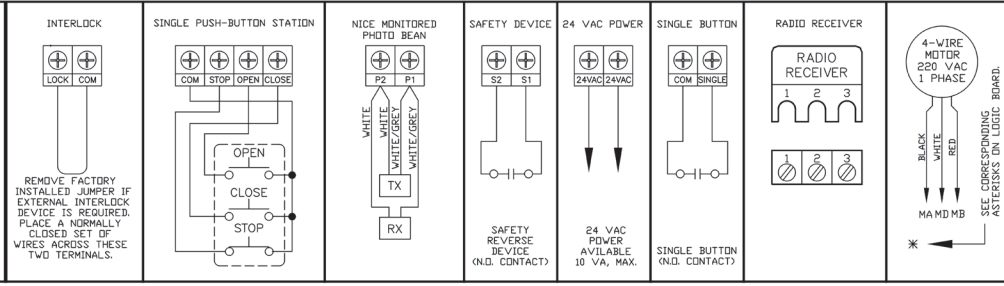 INTERLOCK
LOCK COM
REMOVE FACTORY
INSTALLED JUMPER IF
EXTERNAL INTERLOCK
DEVICE IS REQUIRED.
PLACE A NORMALLY
CLOSED SET OF
WIRES ACROSS THESE
TWO TERMINALS.
SINGLE PUSH-BUTTON STATION
COM STOP OPEN CLOSE
OPEN
CLOSE
STOP
NICE MONITORED
PHOTO BEAN
P2 P1
WHITE
WHITE
WHITE/GREY
WHITE/GREY
TX
RX
SAFETY DEVICE
S2 S1
SAFETY
REVERSE
DEVICE
(N.O. CONTACT)
24 VAC POWER
24VAC 24VAC
24 VAC
POWER
AVILABLE
10 VA, MAX.
SINGLE BUTTON
COM SINGLE
SINGLE BUTTON
(N.O. CONTACT)
RADIO RECEIVER
RADIO
RECEIVER
1 2 3
1 2 3
4-WIRE
MOTOR
220 VAC
1 PHASE
BLACK
WHITE
RED
MA MD MB
*
SEE CORRESPONDING
ASTERISKS ON LOGIC BOARD.